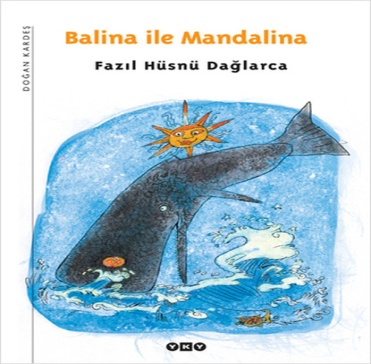 Balina ile Mandalina
Fazıl Hüsnü Dağlarca
DOĞAN KARDEŞ
YKY